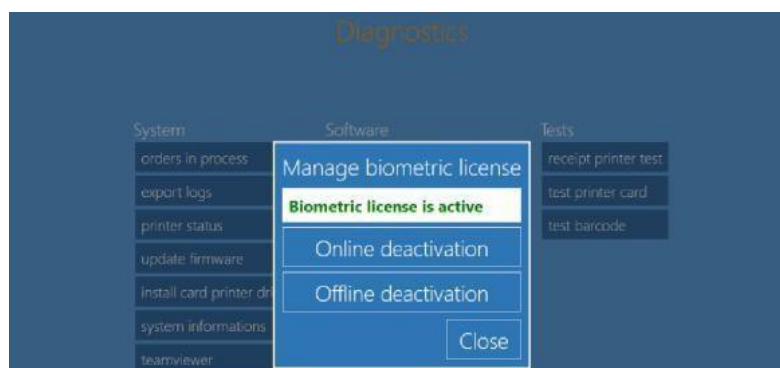 Diagnostics
System
Software
Tests
orders in process
export logs
printer status
update firmware
install card printer
system informations
teamviewer
Manage biometric license
Biometric license is active
Online deactivation
Offline deactivation
Close
receipt printer test
test printer card
test barcode